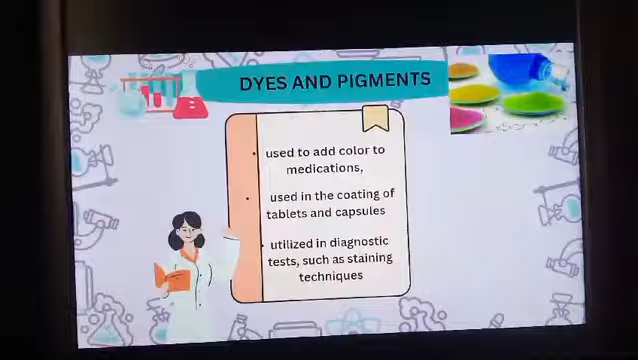 DYES AND PIGMENTS
• used to add color to
medications,
• used in the coating of
tablets and capsules
• utilized in diagnostic
tests, such as staining
techniques